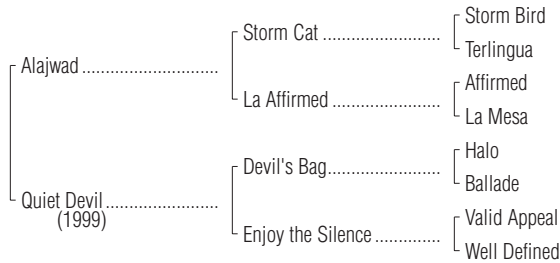 Storm Bird
Storm Cat ........................
Terlingua
Alajwad ............................
Affirmed
La Affirmed ......................
La Mesa
Halo
Devil's Bag.......................
Ballade
Quiet Devil .......................
(1999)
Valid Appeal
Enjoy the Silence ..............
Well Defined